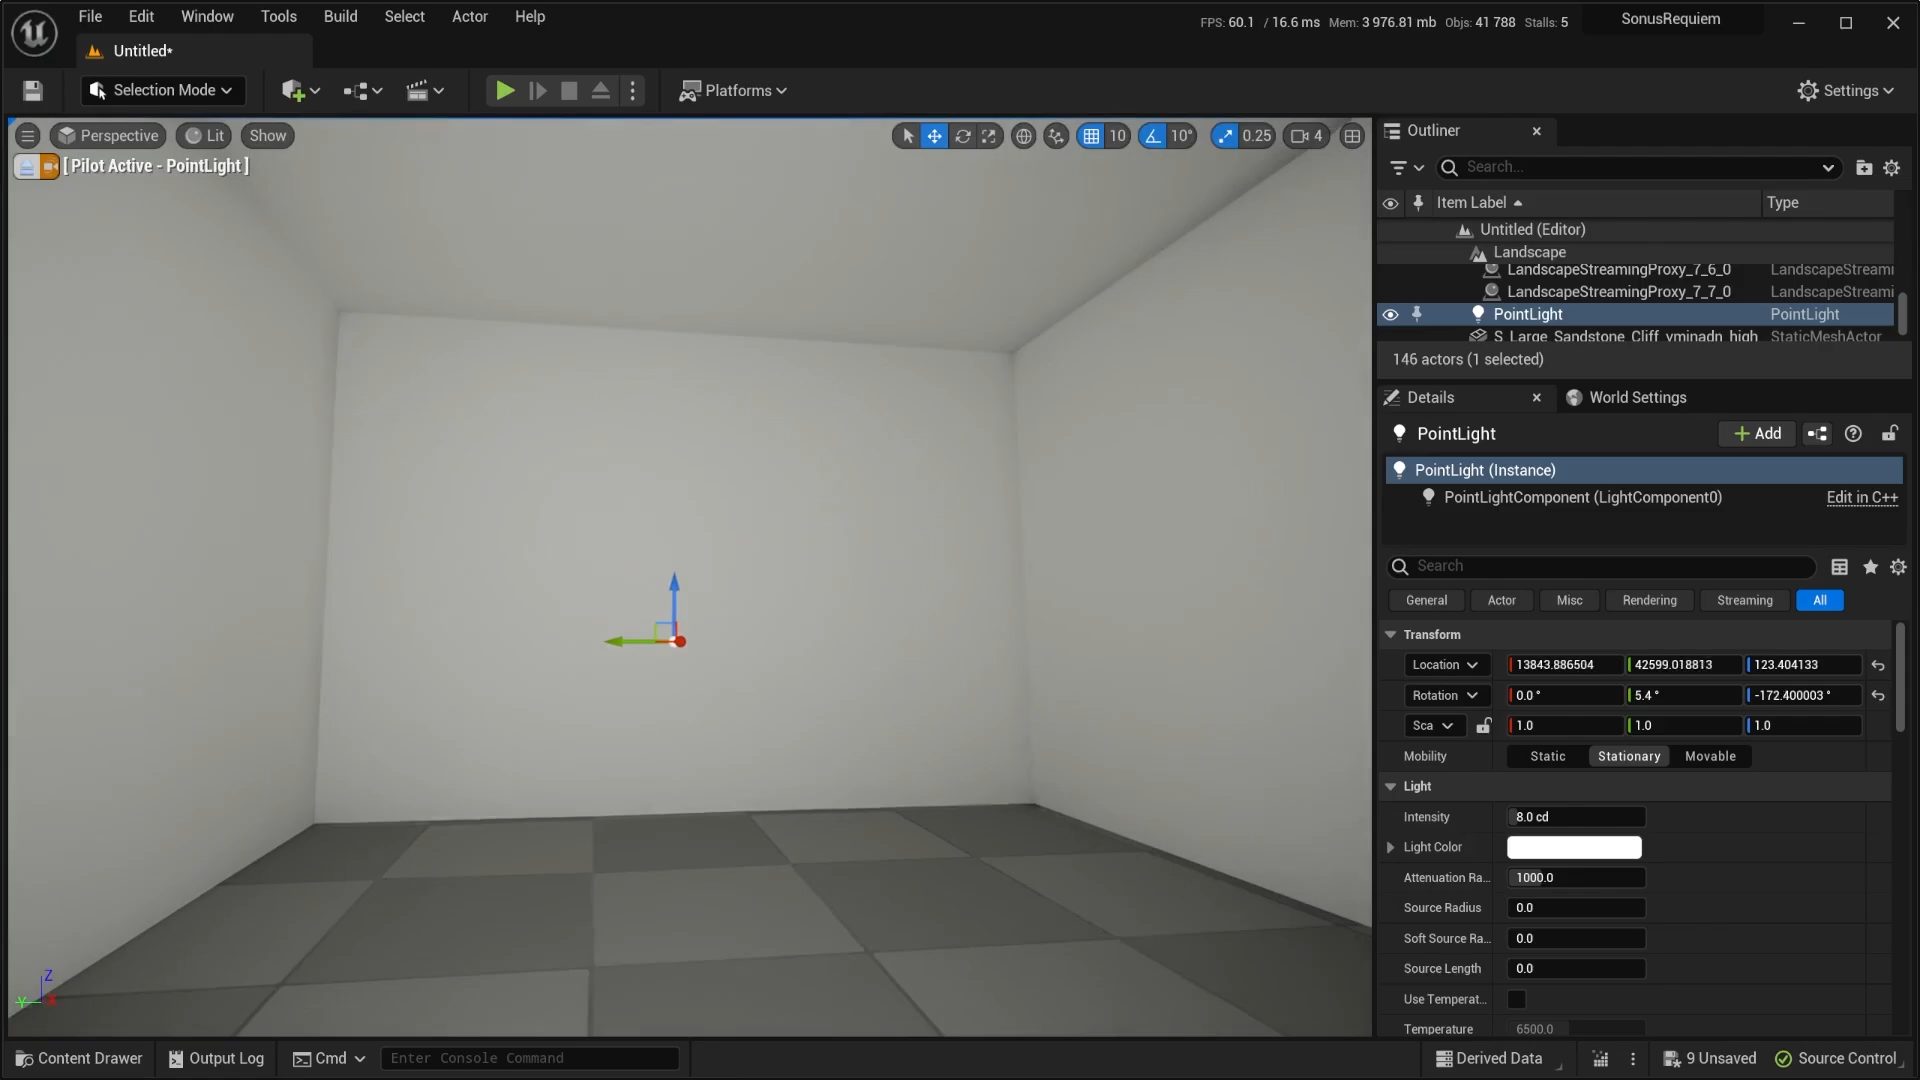 File Edit Window Tools Build Select Actor Help
FPS: 60.1 / 16.6 ms Mem: 3 976.81 mb Objs: 41 788 Stalls: 5
SonusRequiem
Untitled*
Selection Mode
Platforms
Settings
Perspective Lit Show
10 10° 0.25 4
[ Pilot Active - PointLight ]
Outliner
Search...
Item Label Type
Untitled (Editor)
Landscape
LandscapeStreamingProxy_7_6_0 LandscapeStreami
LandscapeStreamingProxy_7_7_0 LandscapeStreami
PointLight PointLight
S_Large_Sandstone_Cliff_vminadn_high StaticMeshActor
146 actors (1 selected)
Details World Settings
PointLight
Add
PointLight (Instance)
PointLightComponent (LightComponent0) Edit in C++
Search
General Actor Misc Rendering Streaming All
Transform
Location 13843.886504 42599.018813 123.404133
Rotation 0.0 ° 5.4 ° -172.400003 °
Sca 1.0 1.0 1.0
Mobility Static Stationary Movable
Light
Intensity 8.0 cd
Light Color
Attenuation Ra... 1000.0
Source Radius 0.0
Soft Source Ra... 0.0
Source Length 0.0
Use Temperat...
Temperature 6500.0
Z
Y X
Content Drawer Output Log Cmd Enter Console Command
Derived Data 9 Unsaved Source Control